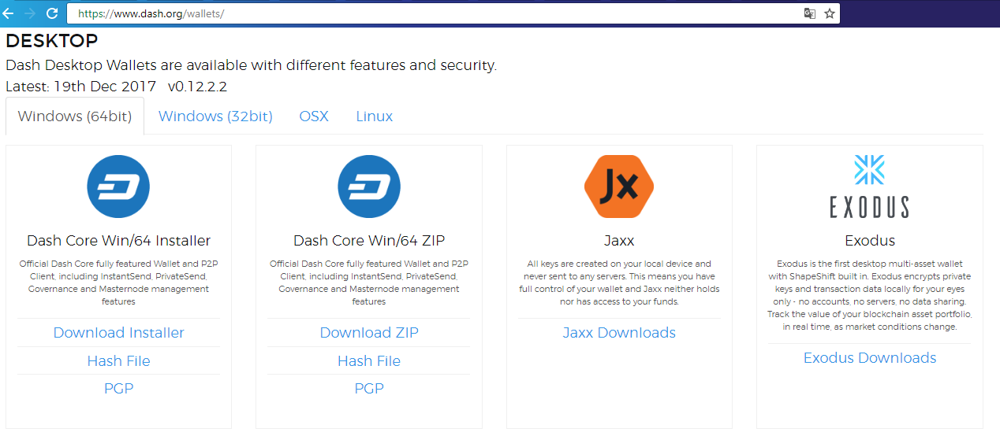 https://www.dash.org/wallets/
DESKTOP
Dash Desktop Wallets are available with different features and security.
Latest: 19th Dec 2017 v0.12.2.2
Windows (64bit) Windows (32bit) OSX Linux
Dash Core Win/64 Installer
Official Dash Core fully featured Wallet and P2P
Client, including InstantSend, PrivateSend,
Governance and Masternode management
features
Download Installer
Hash File
PGP
Dash Core Win/64 ZIP
Official Dash Core fully featured Wallet and P2P
Client, including InstantSend, PrivateSend,
Governance and Masternode management
features
Download ZIP
Hash File
PGP
Jx
Jaxx
All keys are created on your local device and
never sent to any servers. This means you have
full control of your wallet and Jaxx neither holds
nor has access to your funds.
Jaxx Downloads
EXODUS
Exodus
Exodus is the first desktop multi-asset wallet
with ShapeShift built in. Exodus encrypts private
keys and transaction data locally for your eyes
only - no accounts, no servers, no data sharing.
Track the value of your blockchain asset portfolio,
in real time, as market conditions change.
Exodus Downloads